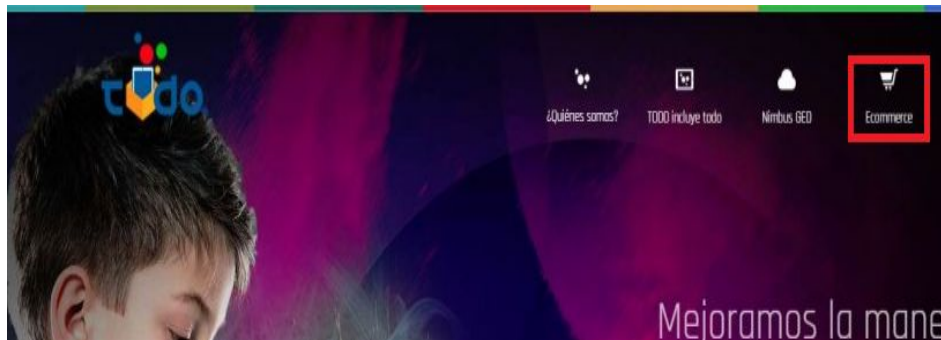 todo
¿Quiénes somos?
TODO incluye todo
Nimbus GED
Ecommerce
Mejoramos la mane